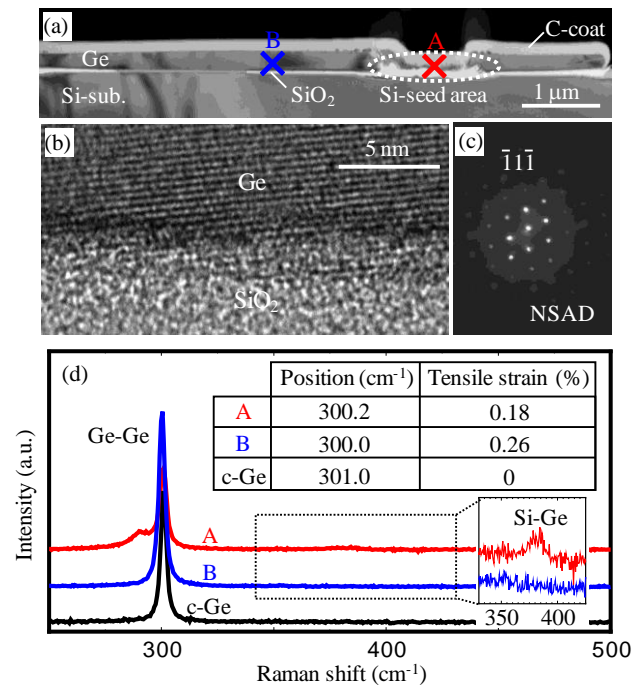 (a)
B
A
C-coat
Ge
Si-sub.
SiO₂
Si-seed area
1 μm
(b)
5 nm
Ge
SiO₂
(c)
1̅11̅
NSAD
(d)
Position (cm⁻¹) Tensile strain (%)
A 300.2 0.18
B 300.0 0.26
c-Ge 301.0 0
Ge-Ge
Si-Ge
A
B
c-Ge
350 400
300 400 500
Intensity (a.u.)
Raman shift (cm⁻¹)